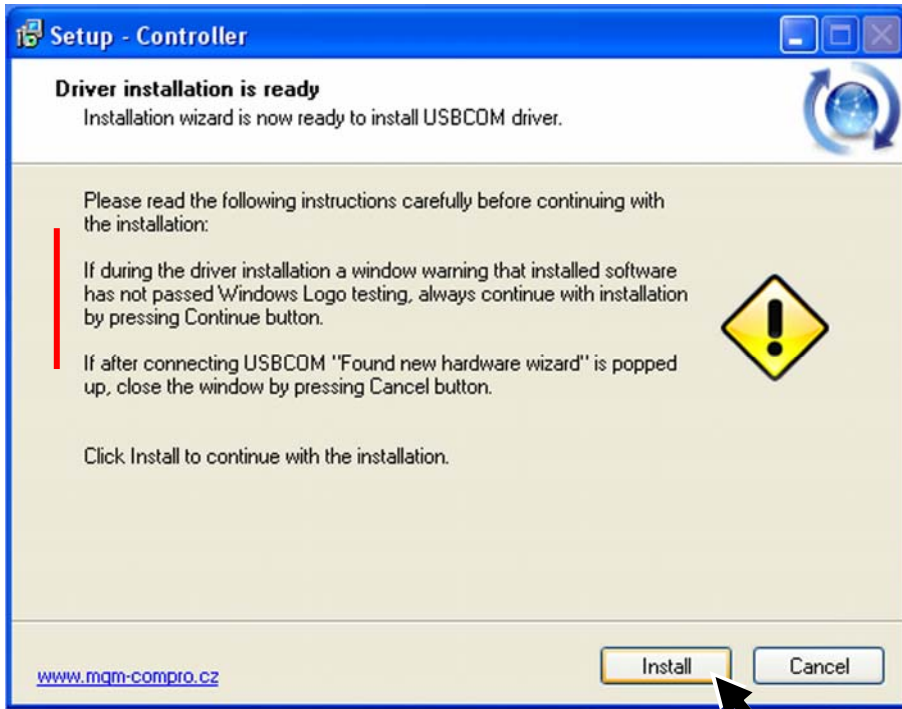 Setup - Controller
Driver installation is ready
Installation wizard is now ready to install USBCOM driver.
Please read the following instructions carefully before continuing with
the installation:
If during the driver installation a window warning that installed software
has not passed Windows Logo testing, always continue with installation
by pressing Continue button.
If after connecting USBCOM "Found new hardware wizard" is popped
up, close the window by pressing Cancel button.
Click Install to continue with the installation.
www.mqm-compro.cz
Install
Cancel